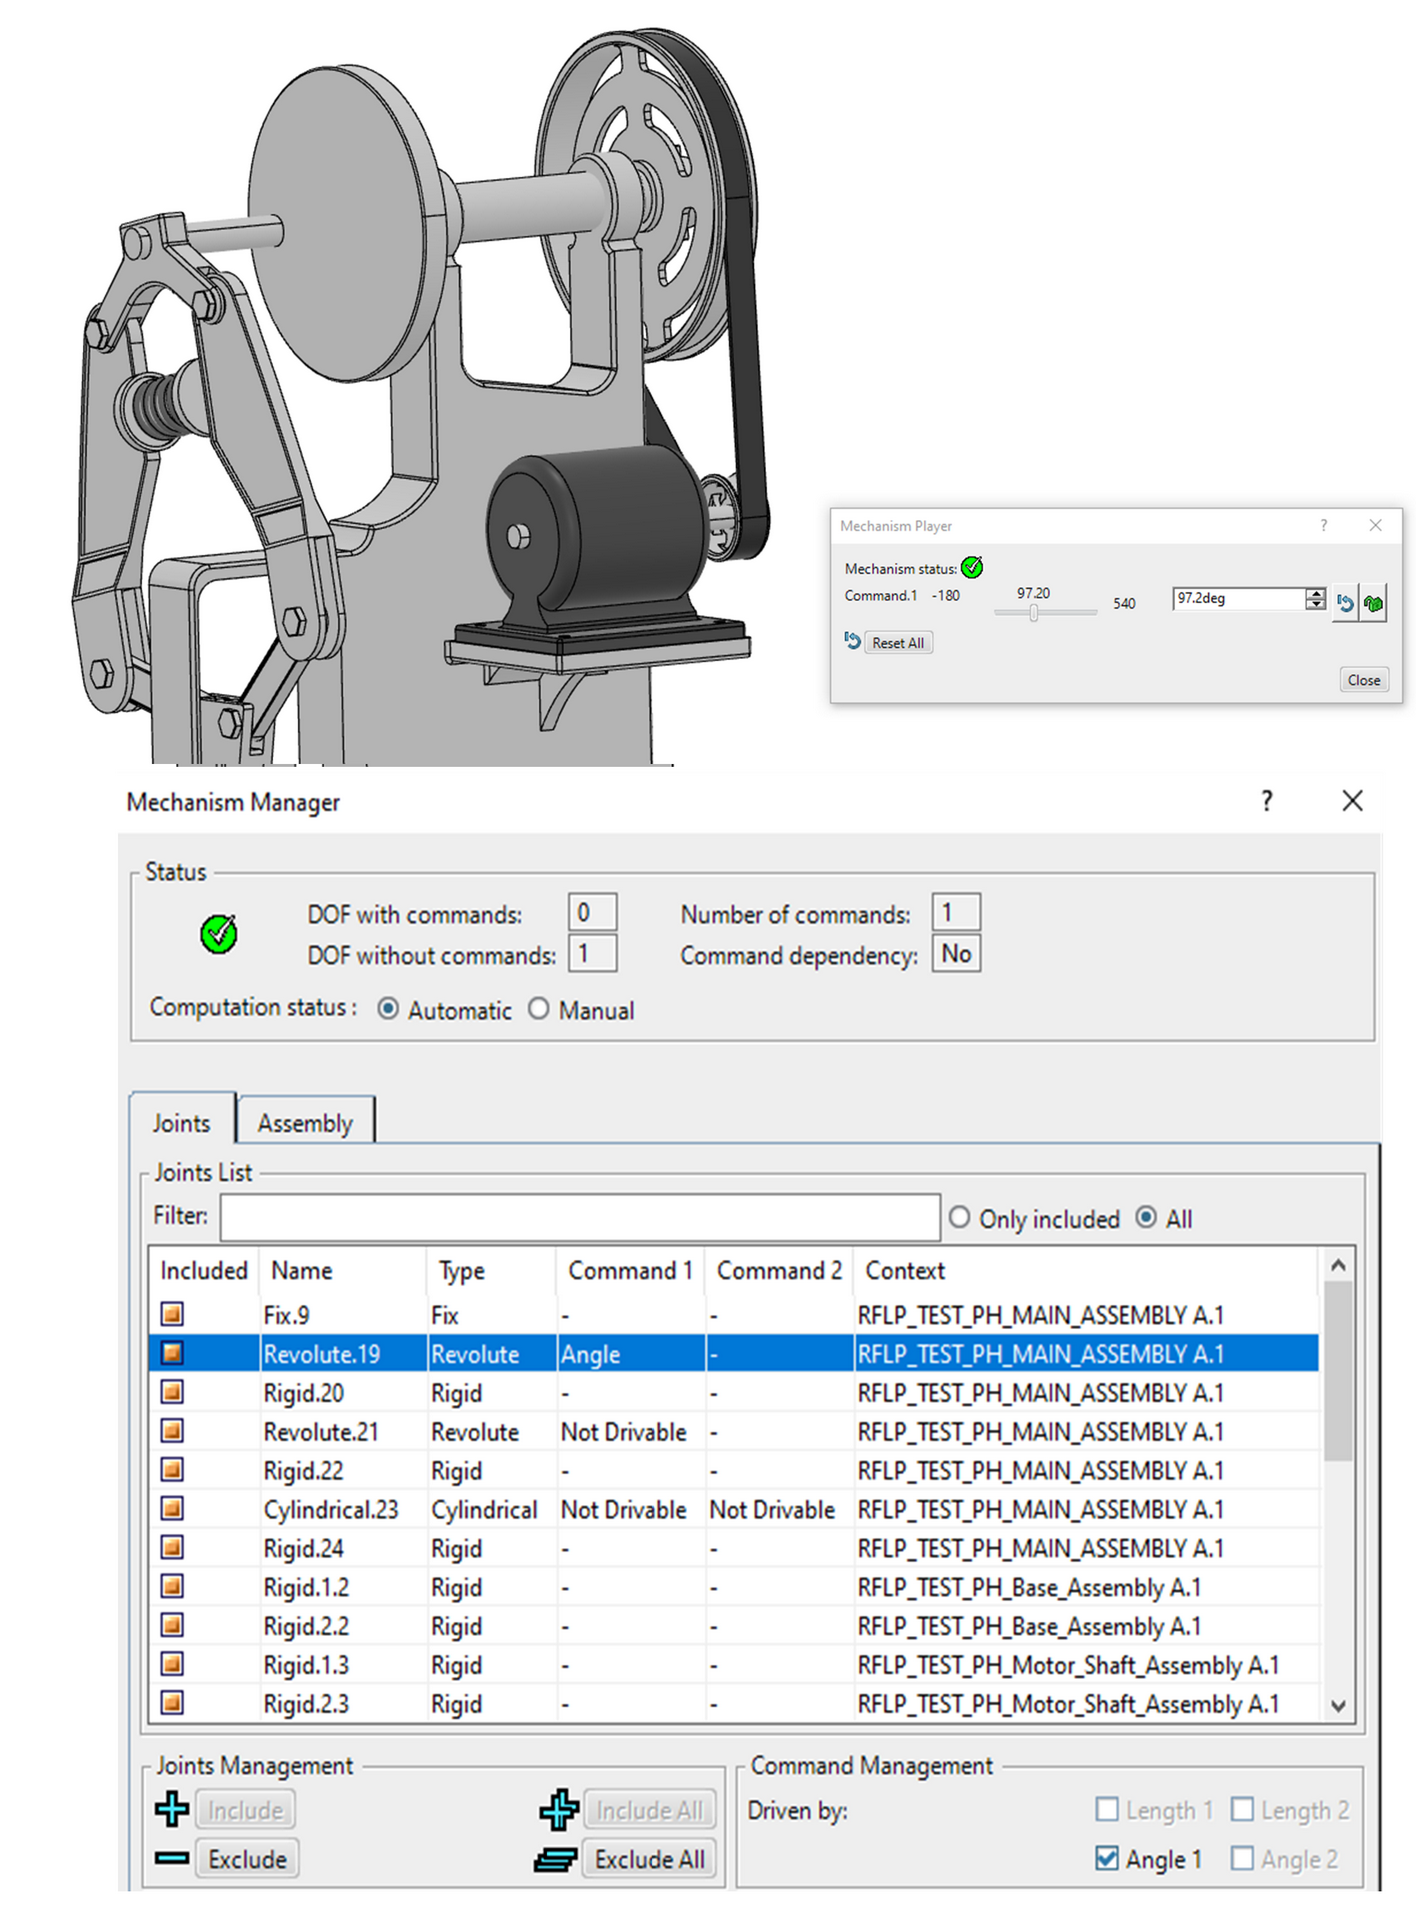 Mechanism Player ? ×
Mechanism status:
Command.1 -180 97.20 540 97.2deg
Reset All
Close
Mechanism Manager ? ×
Status
DOF with commands: 0 Number of commands: 1
DOF without commands: 1 Command dependency: No
Computation status : Automatic Manual
Joints Assembly
Joints List
Filter: Only included All
Included Name Type Command 1 Command 2 Context
Fix.9 Fix - - RFLP_TEST_PH_MAIN_ASSEMBLY A.1
Revolute.19 Revolute Angle - RFLP_TEST_PH_MAIN_ASSEMBLY A.1
Rigid.20 Rigid - - RFLP_TEST_PH_MAIN_ASSEMBLY A.1
Revolute.21 Revolute Not Drivable - RFLP_TEST_PH_MAIN_ASSEMBLY A.1
Rigid.22 Rigid - - RFLP_TEST_PH_MAIN_ASSEMBLY A.1
Cylindrical.23 Cylindrical Not Drivable Not Drivable RFLP_TEST_PH_MAIN_ASSEMBLY A.1
Rigid.24 Rigid - - RFLP_TEST_PH_MAIN_ASSEMBLY A.1
Rigid.1.2 Rigid - - RFLP_TEST_PH_Base_Assembly A.1
Rigid.2.2 Rigid - - RFLP_TEST_PH_Base_Assembly A.1
Rigid.1.3 Rigid - - RFLP_TEST_PH_Motor_Shaft_Assembly A.1
Rigid.2.3 Rigid - - RFLP_TEST_PH_Motor_Shaft_Assembly A.1
Joints Management Command Management
Include Include All Driven by: Length 1 Length 2
Exclude Exclude All Angle 1 Angle 2